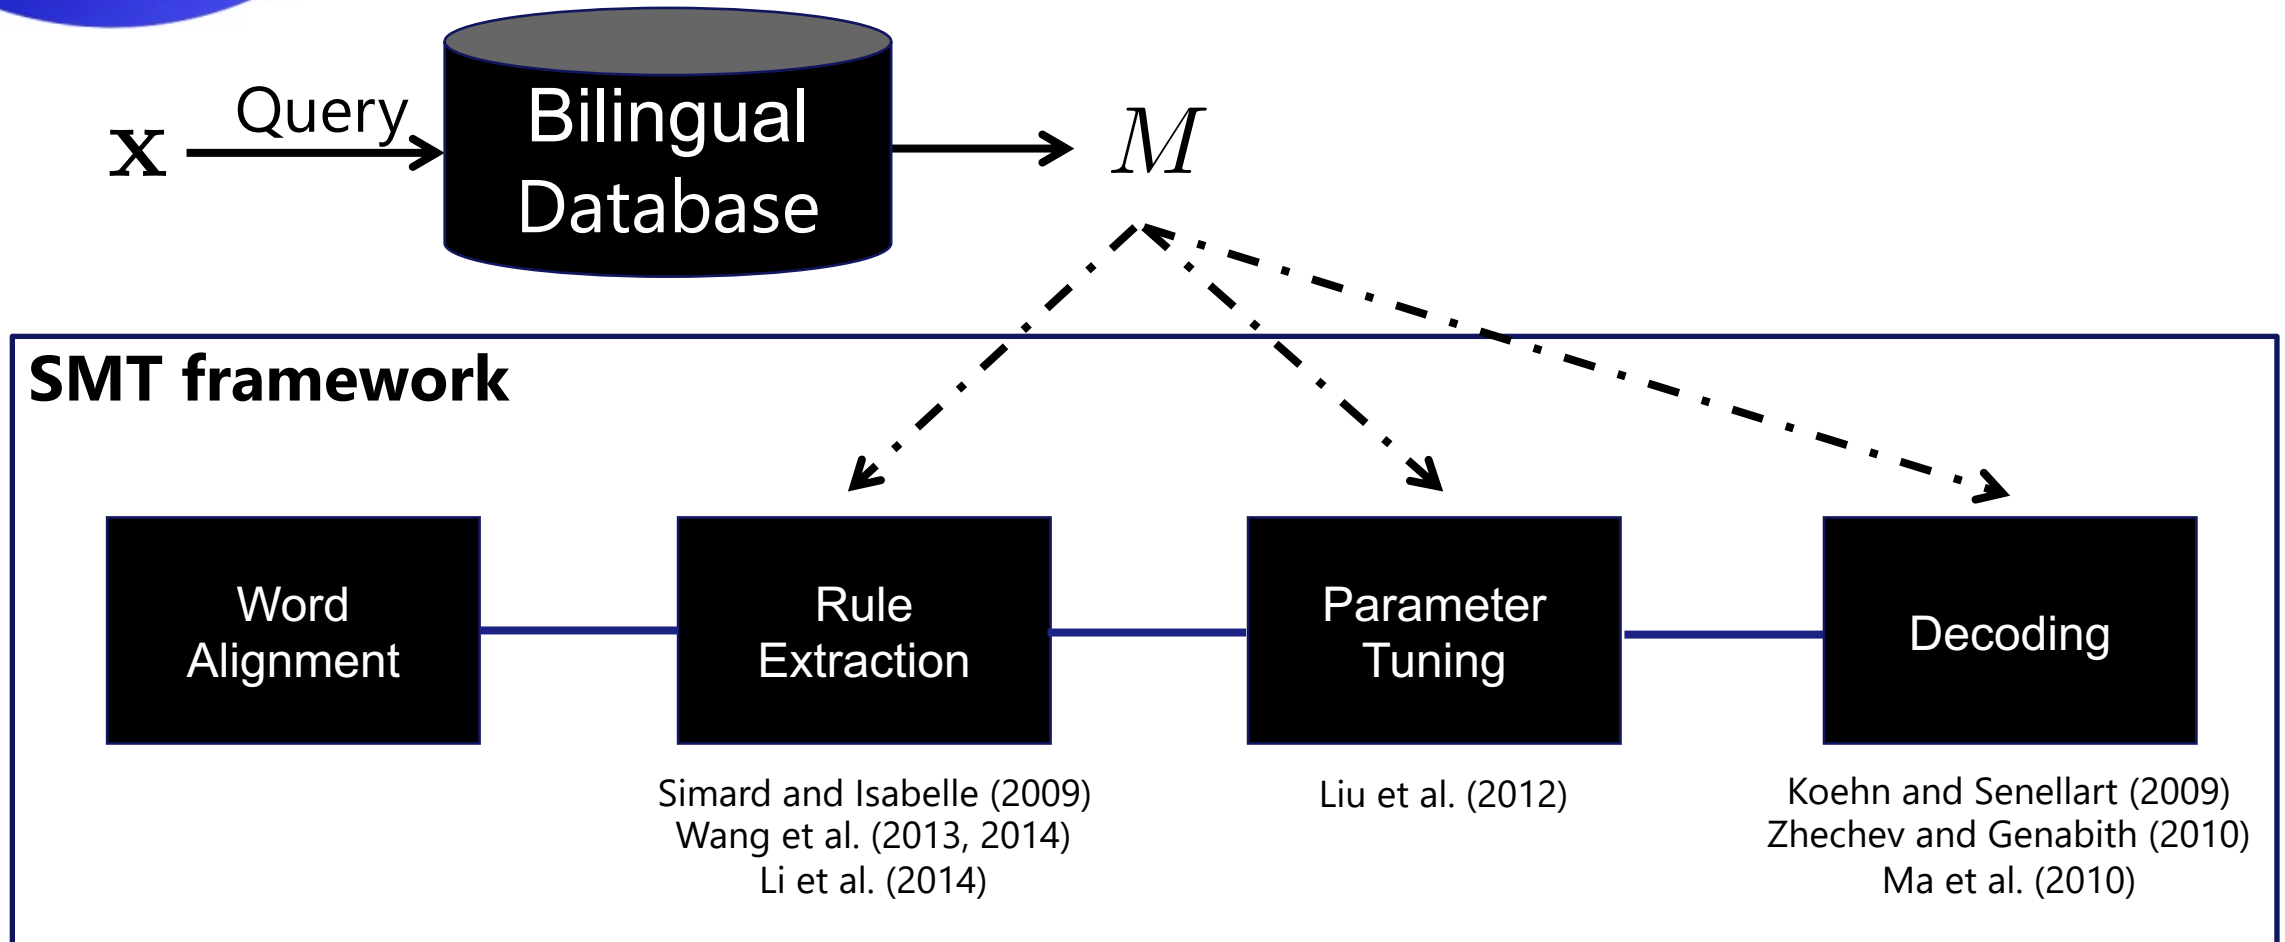 x
Query
Bilingual
Database
M
SMT framework
Word
Alignment
Rule
Extraction
Parameter
Tuning
Decoding
Simard and Isabelle (2009)
Wang et al. (2013, 2014)
Li et al. (2014)
Liu et al. (2012)
Koehn and Senellart (2009)
Zhechev and Genabith (2010)
Ma et al. (2010)